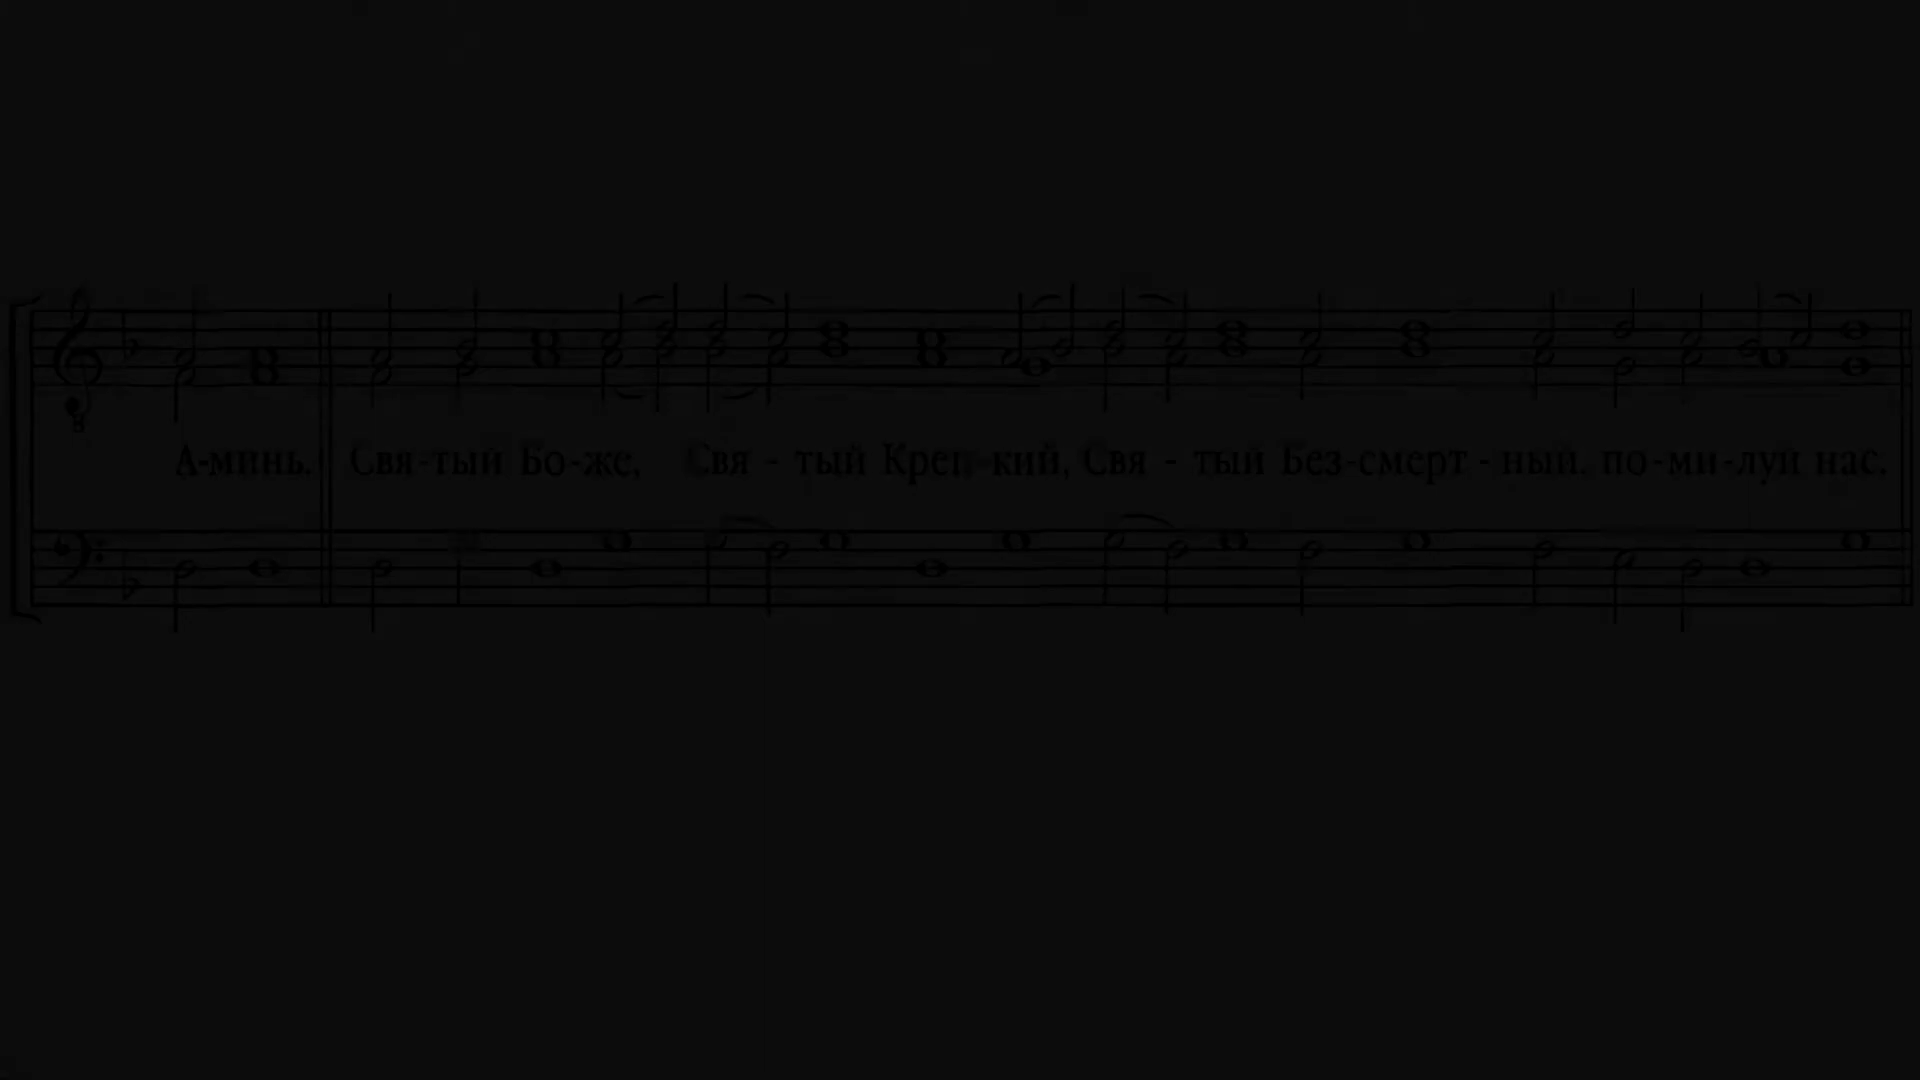 А-минь. Свя-тый Бо-же, Свя - тый Креп-кий, Свя - тый Без-смерт - ный, по-ми-луй нас.